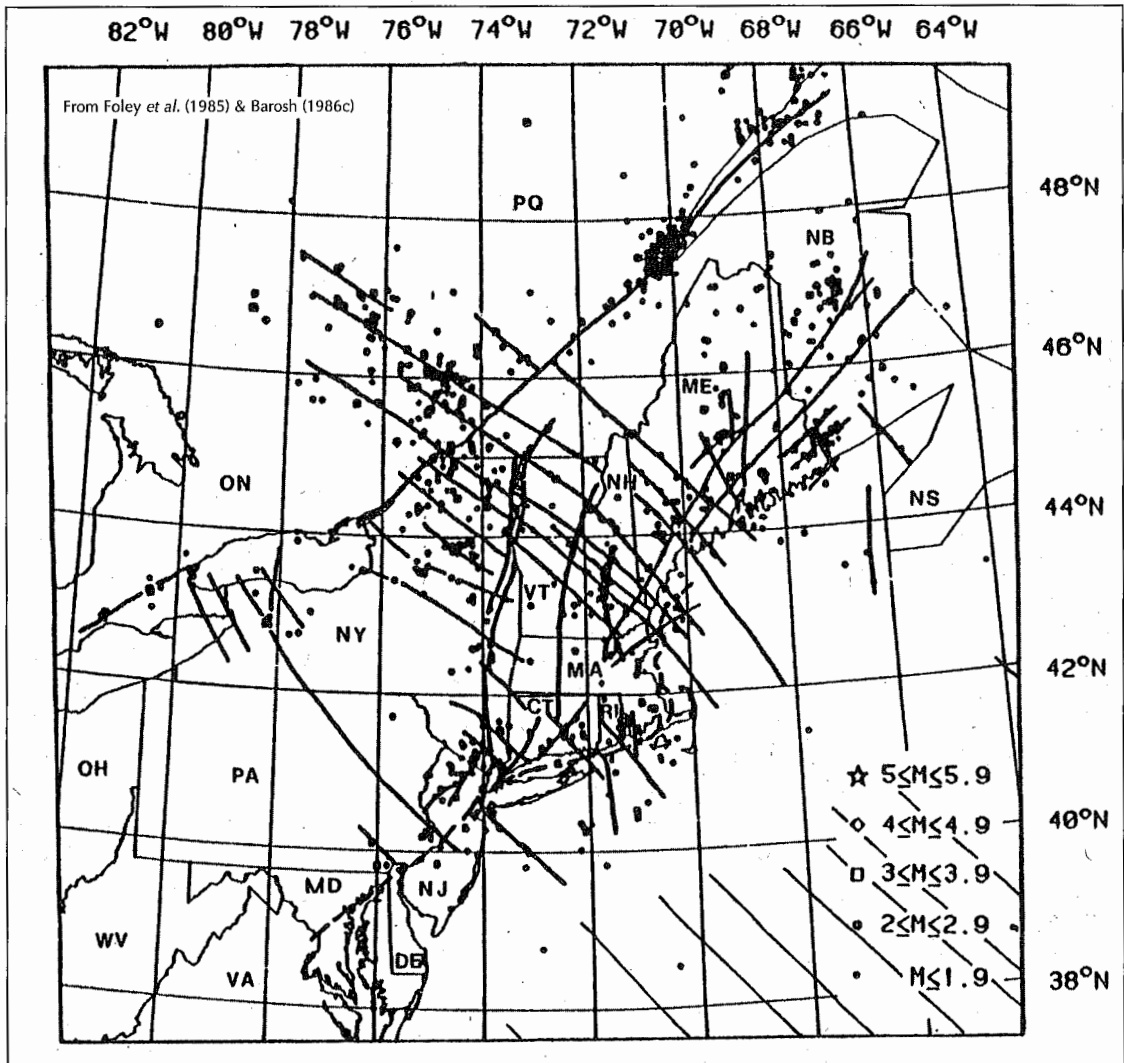 82°W 80°W 78°W 76°W 74°W 72°W 70°W 68°W 66°W 64°W
From Foley et al. (1985) & Barosh (1986c)
48°N
PQ
NB
46°N
ME
ON
NH
NS
44°N
VT
NY
MA
42°N
CT
RI
OH
PA
5≤M≤5.9
4≤M≤4.9
40°N
3≤M≤3.9
MD
NJ
2≤M≤2.9
WV
DE
VA
M≤1.9
38°N